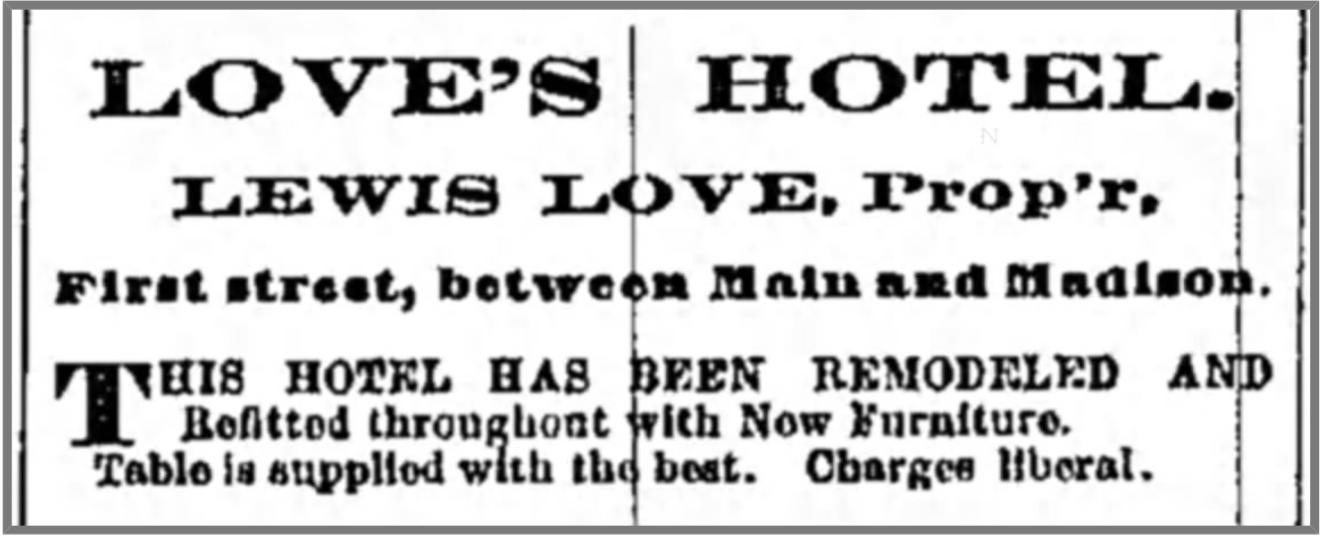 LOVE'S HOTEL.
LEWIS LOVE, Prop'r,
First street, between Main and Madison.
THIS HOTEL HAS BEEN REMODELED AND
Refitted throughout with New Furniture.
Table is supplied with the best. Charges liberal.